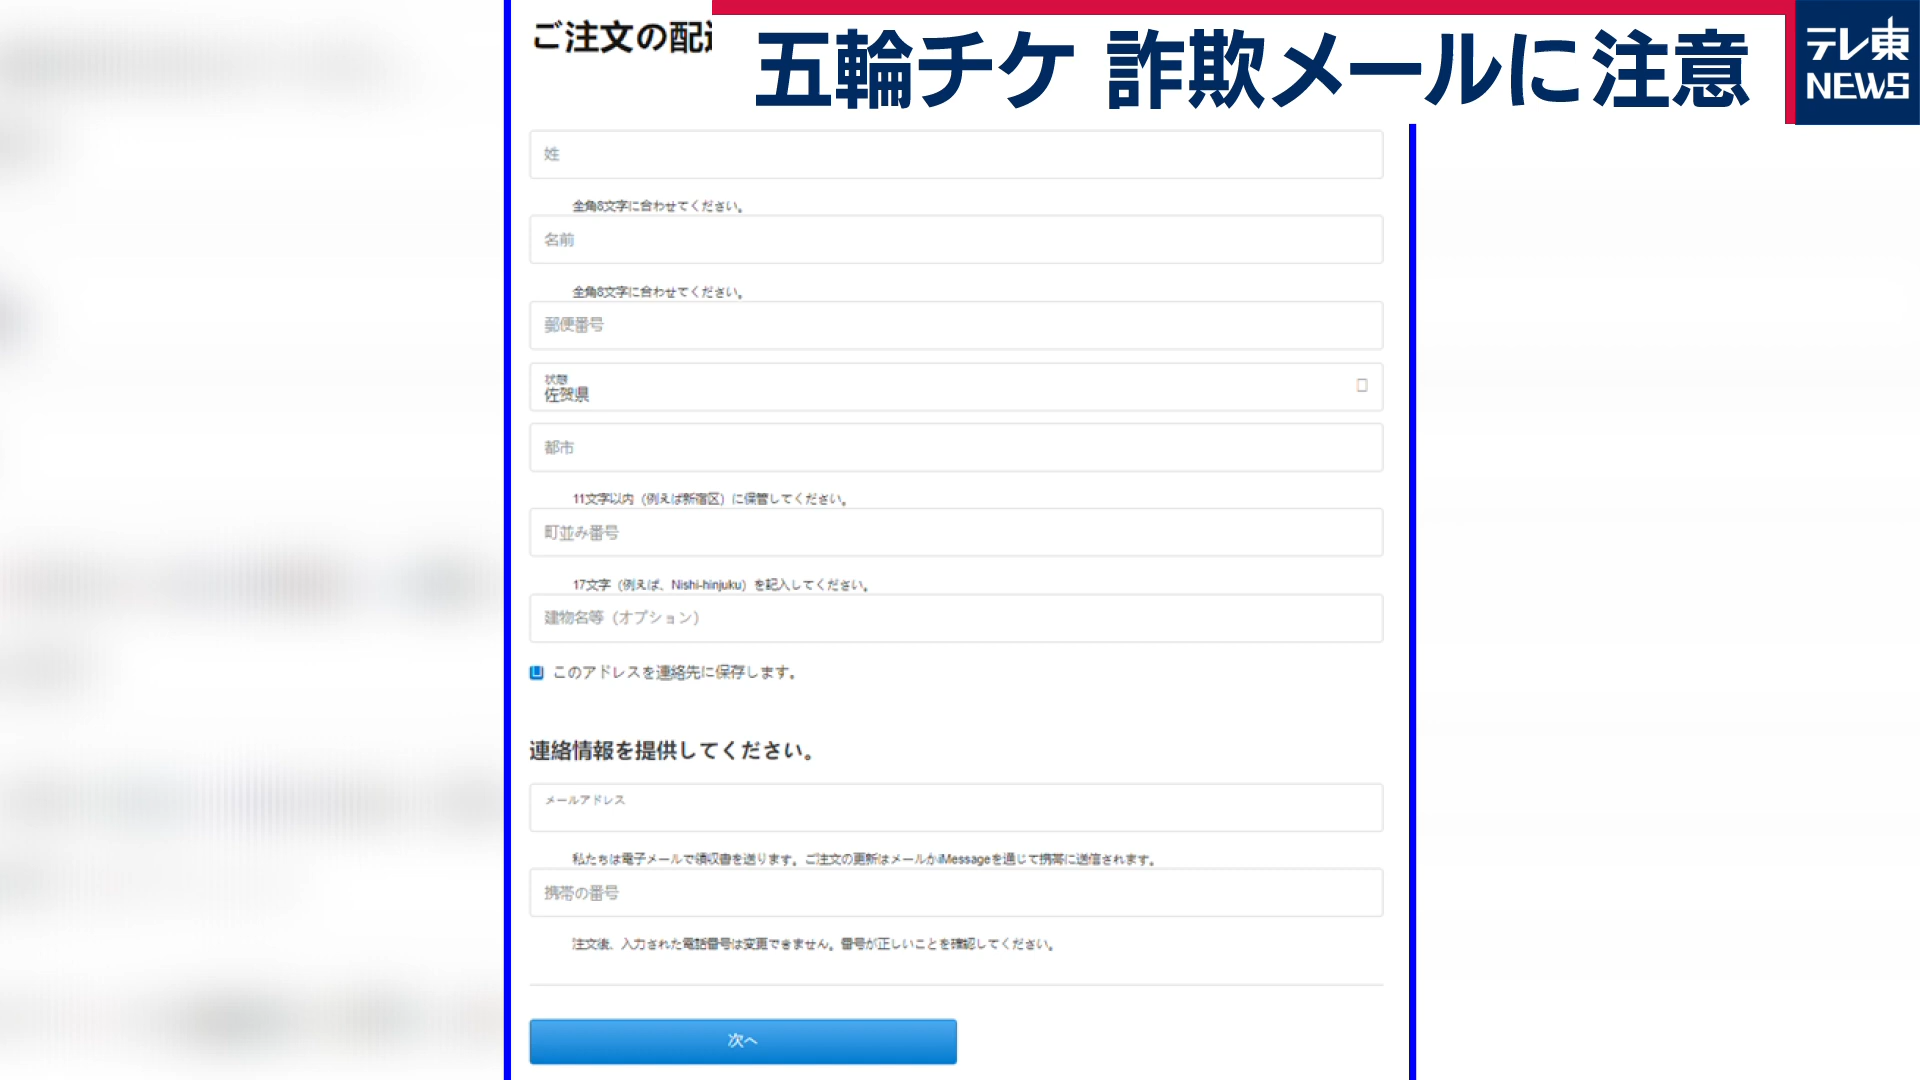 ご注文の配
五輪チケ 詐欺メールに注意
テレ東
NEWS
姓
全角8文字に合わせてください。
名前
全角8文字に合わせてください。
郵便番号
状態
佐賀県
都市
11文字以内（例えば新宿区）に保管してください。
町並み番号
17文字（例えば、Nishi-hinjuku）を記入してください。
建物名等（オプション）
このアドレスを連絡先に保存します。
連絡情報を提供してください。
メールアドレス
私たちは電子メールで領収書を送ります。ご注文の更新はメールかiMessageを通じて携帯に送信されます。
携帯の番号
注文後、入力された電話番号は変更できません。番号が正しいことを確認してください。
次へ